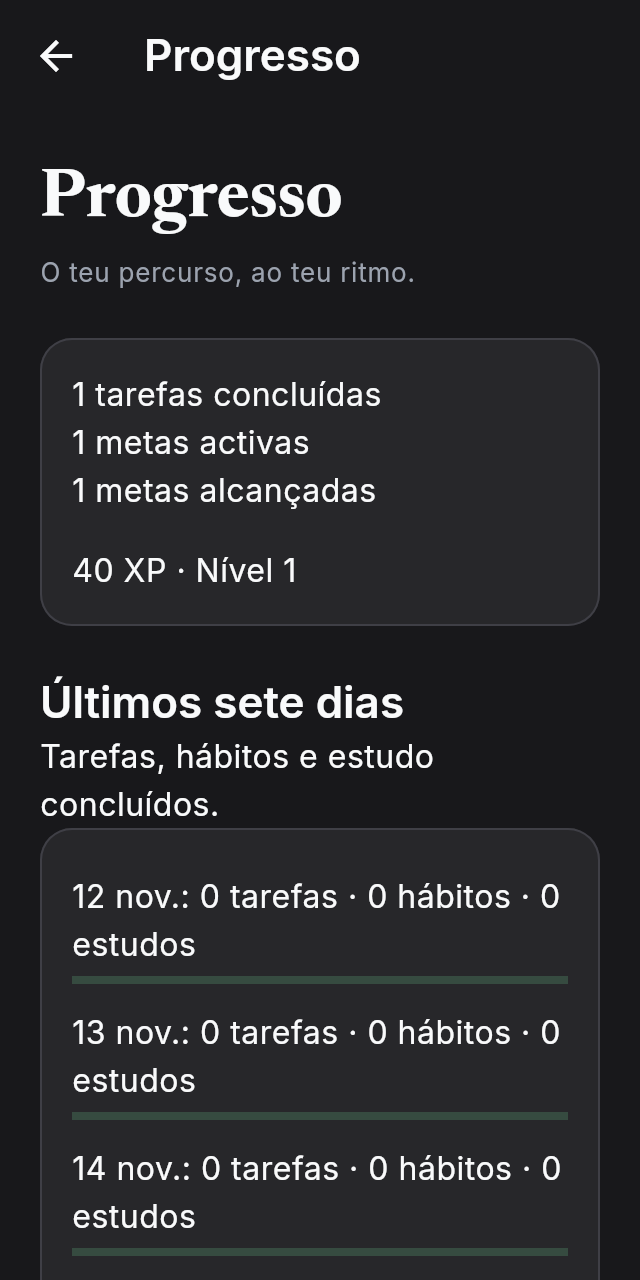 Progresso
Progresso
O teu percurso, ao teu ritmo.
1 tarefas concluídas
1 metas activas
1 metas alcançadas
40 XP · Nível 1
Últimos sete dias
Tarefas, hábitos e estudo
concluídos.
12 nov.: 0 tarefas · 0 hábitos · 0
estudos
13 nov.: 0 tarefas · 0 hábitos · 0
estudos
14 nov.: 0 tarefas · 0 hábitos · 0
estudos